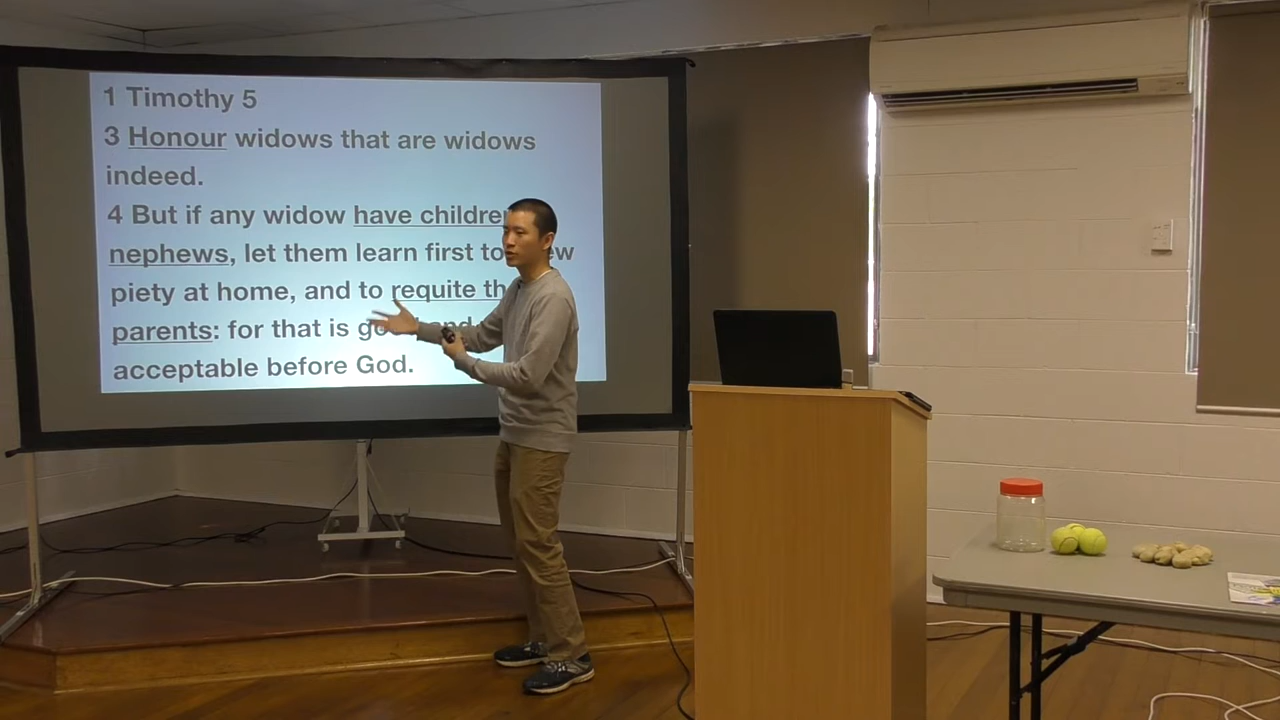 1 Timothy 5
3 Honour widows that are widows
indeed.
4 But if any widow have
nephews, let them learn first to
piety at home, and to requite
parents: for that is
acceptable before God.